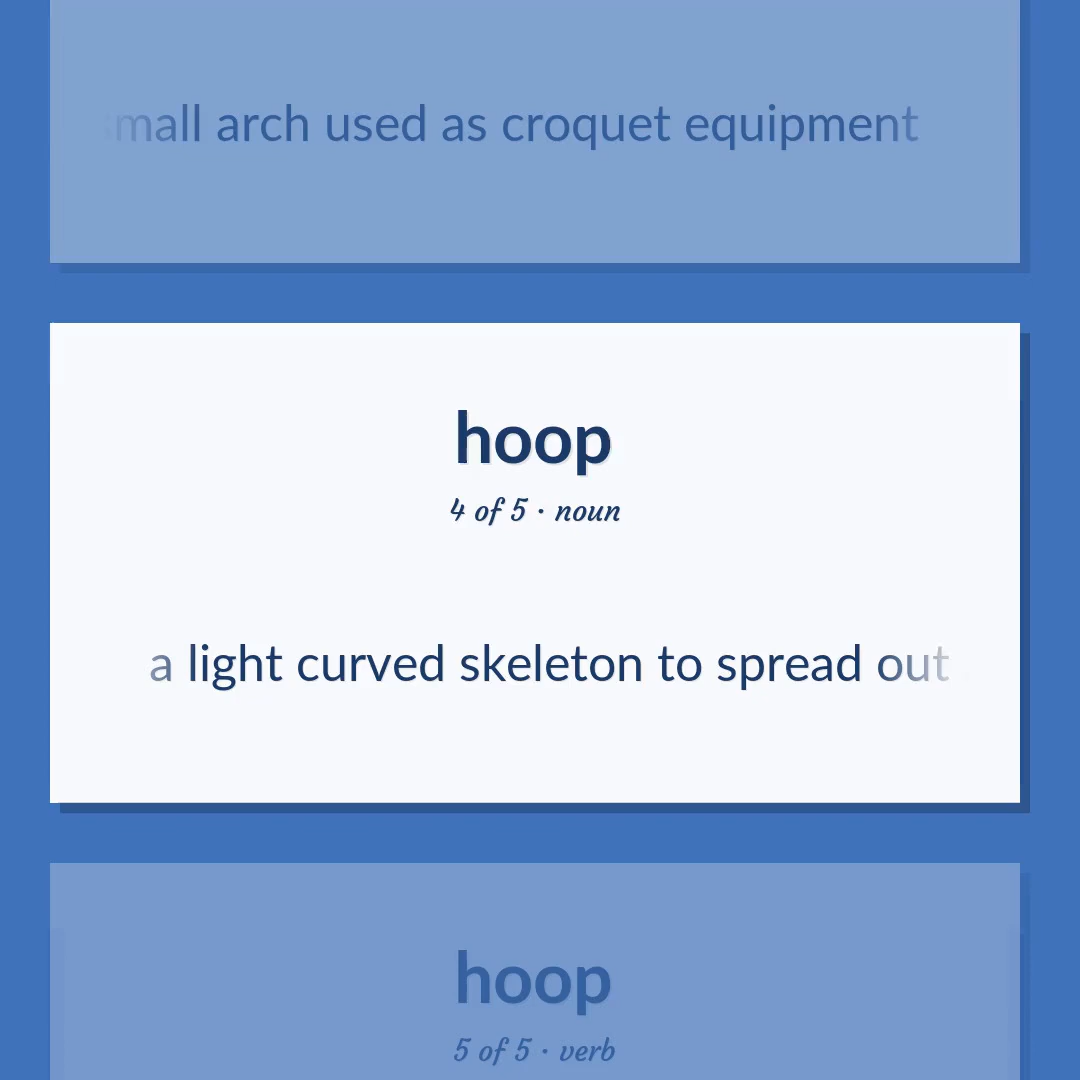 small arch used as croquet equipment
hoop
4 of 5 · noun
a light curved skeleton to spread out
hoop
5 of 5 · verb